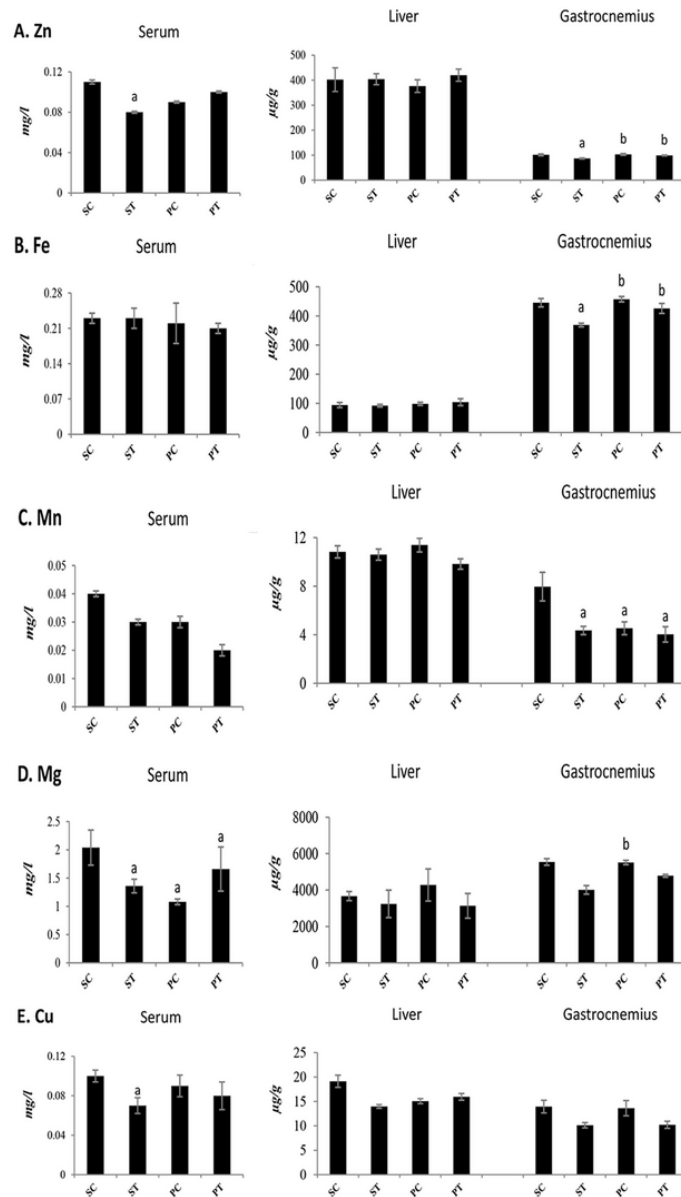 A. Zn
Serum
Liver
Gastrocnemius
mg/l
0.12
0.08
0.04
0
a
SC ST PC PT
µg/g
500
400
300
200
100
0
a b b
SC ST PC PT SC ST PC PT
B. Fe
Serum
Liver
Gastrocnemius
mg/l
0.28
0.21
0.14
0.07
0
SC ST PC PT
µg/g
500
400
300
200
100
0
a b b
SC ST PC PT SC ST PC PT
C. Mn
Serum
Liver
Gastrocnemius
mg/l
0.05
0.04
0.03
0.02
0.01
0
SC ST PC PT
µg/g
12
8
4
0
a a a
SC ST PC PT SC ST PC PT
D. Mg
Serum
Liver
Gastrocnemius
mg/l
2.5
2
1.5
1
0.5
0
a a a
SC ST PC PT
µg/g
8000
6000
4000
2000
0
b
SC ST PC PT SC ST PC PT
E. Cu
Serum
Liver
Gastrocnemius
mg/l
0.12
0.08
0.04
0
a
SC ST PC PT
µg/g
25
20
15
10
5
0
SC ST PC PT SC ST PC PT